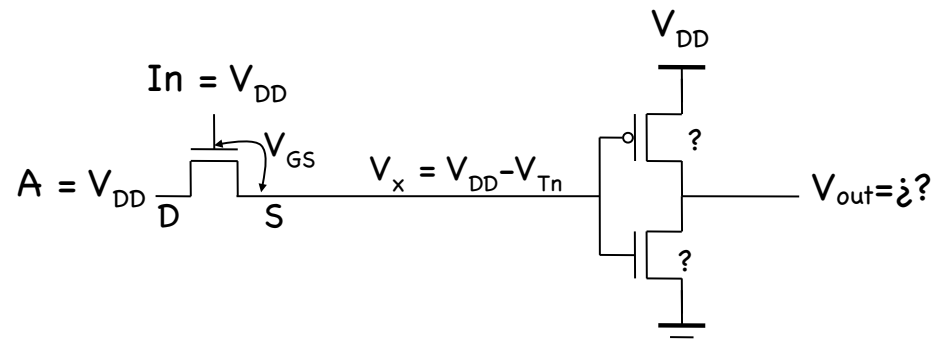 V_DD
In = V_DD
V_GS
?
A = V_DD
V_x = V_DD-V_Tn
V_out=¿?
D
S
?